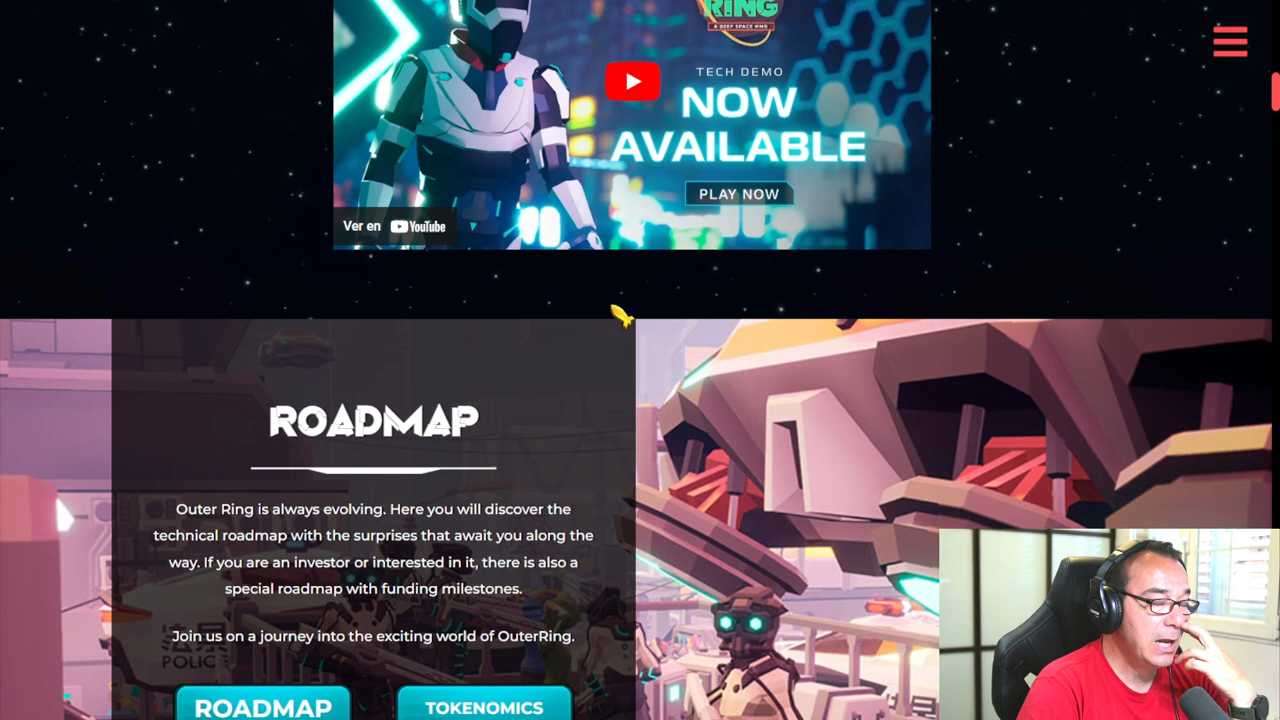 RING
A DEEP SPACE MMO
TECH DEMO
NOW
AVAILABLE
PLAY NOW
Ver en YouTube
ROADMAP
Outer Ring is always evolving. Here you will discover the
technical roadmap with the surprises that await you along the
way. If you are an investor or interested in it, there is also a
special roadmap with funding milestones.
Join us on a journey into the exciting world of OuterRing.
POLIC
ROADMAP
TOKENOMICS